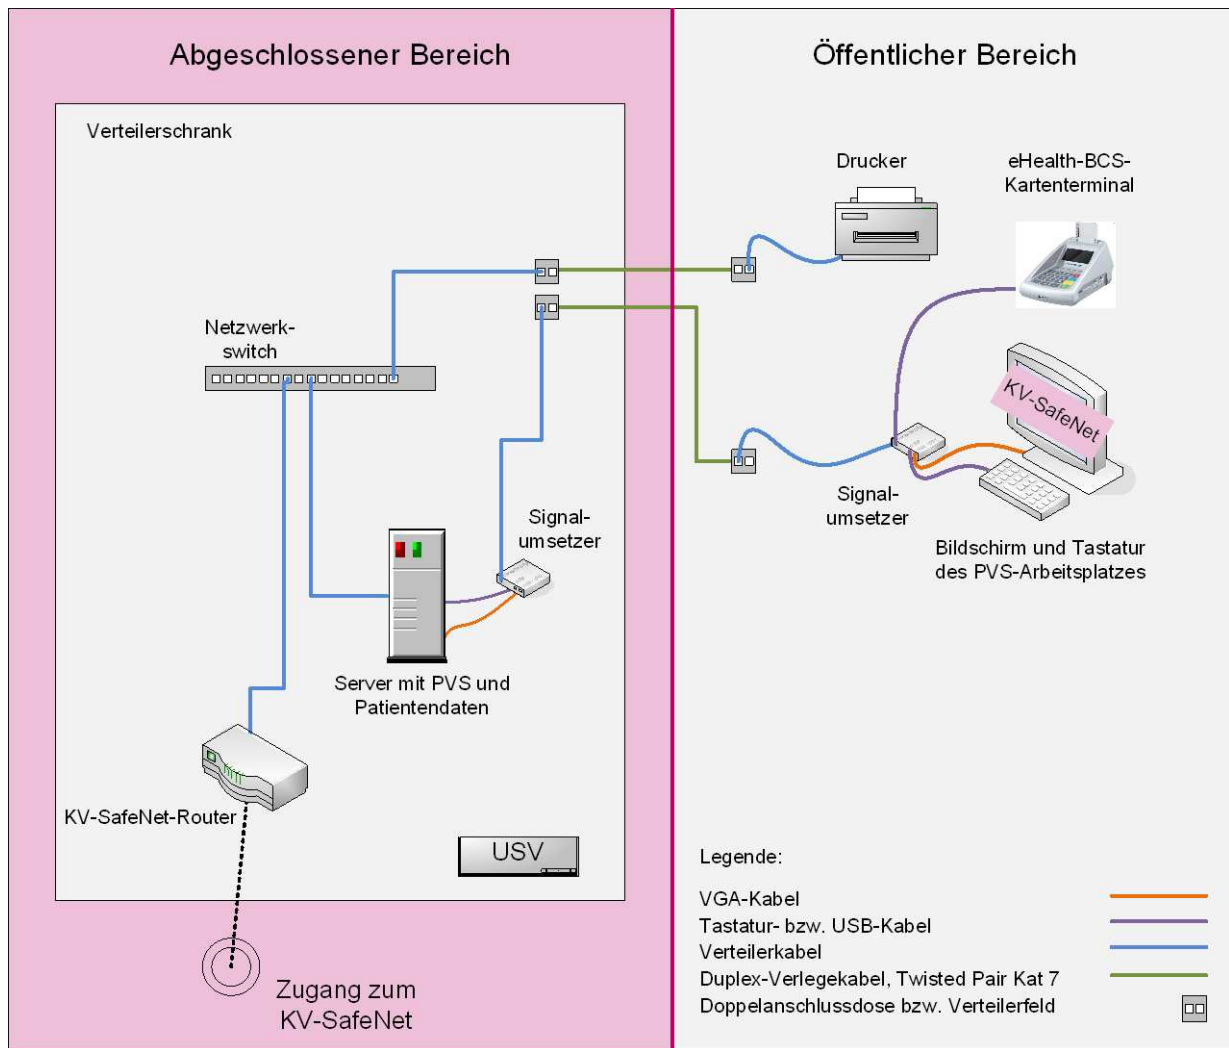 Abgeschlossener Bereich
Öffentlicher Bereich
Verteilerschrank
Drucker
eHealth-BCS-
Kartenterminal
Netzwerk-
switch
KV-SafeNet
Signal-
umsetzer
Signal-
umsetzer
Bildschirm und Tastatur
des PVS-Arbeitsplatzes
Server mit PVS und
Patientendaten
KV-SafeNet-Router
USV
Zugang zum
KV-SafeNet
Legende:
VGA-Kabel
Tastatur- bzw. USB-Kabel
Verteilerkabel
Duplex-Verlegekabel, Twisted Pair Kat 7
Doppelanschlussdose bzw. Verteilerfeld